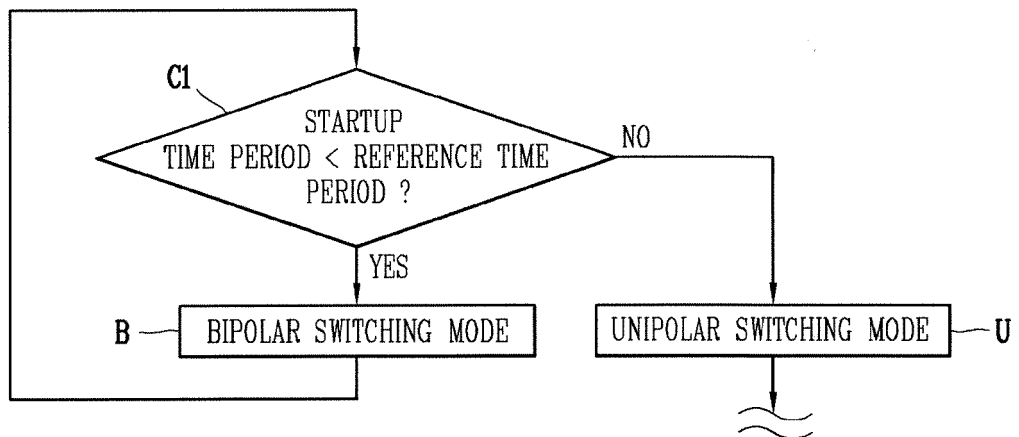 C1
STARTUP
TIME PERIOD < REFERENCE TIME
PERIOD ?
NO
YES
B
BIPOLAR SWITCHING MODE
UNIPOLAR SWITCHING MODE
U